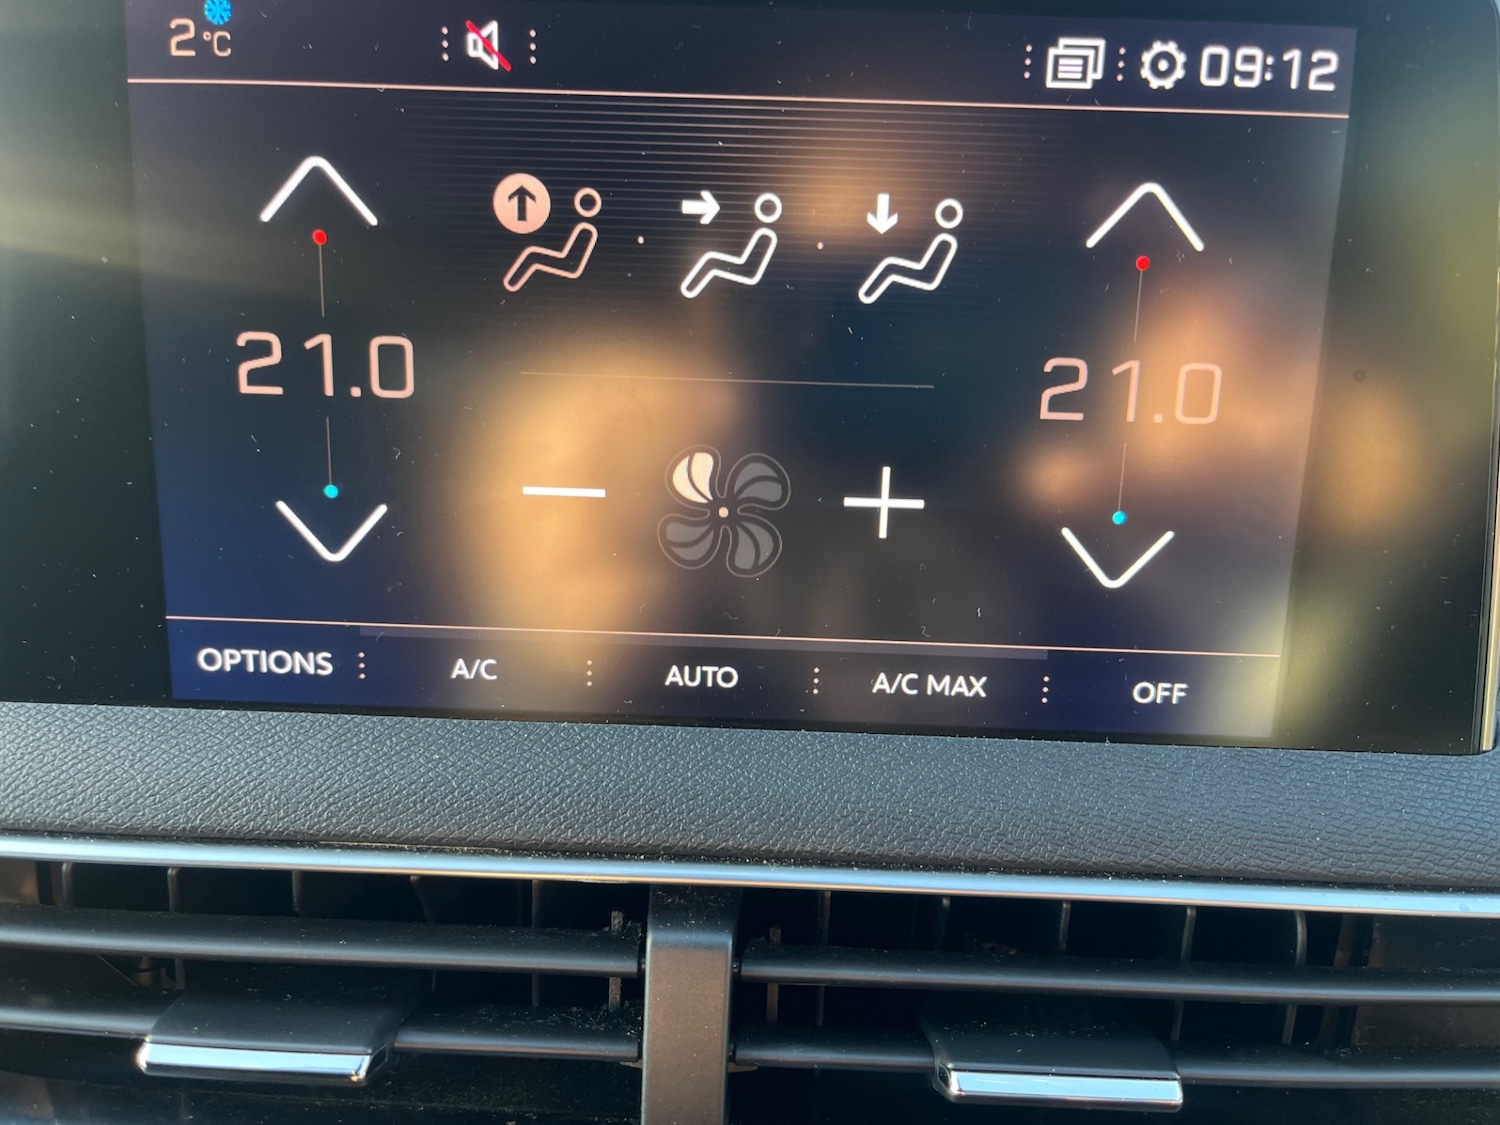 2 °C
09:12
21.0
21.0
OPTIONS
A/C
AUTO
A/C MAX
OFF